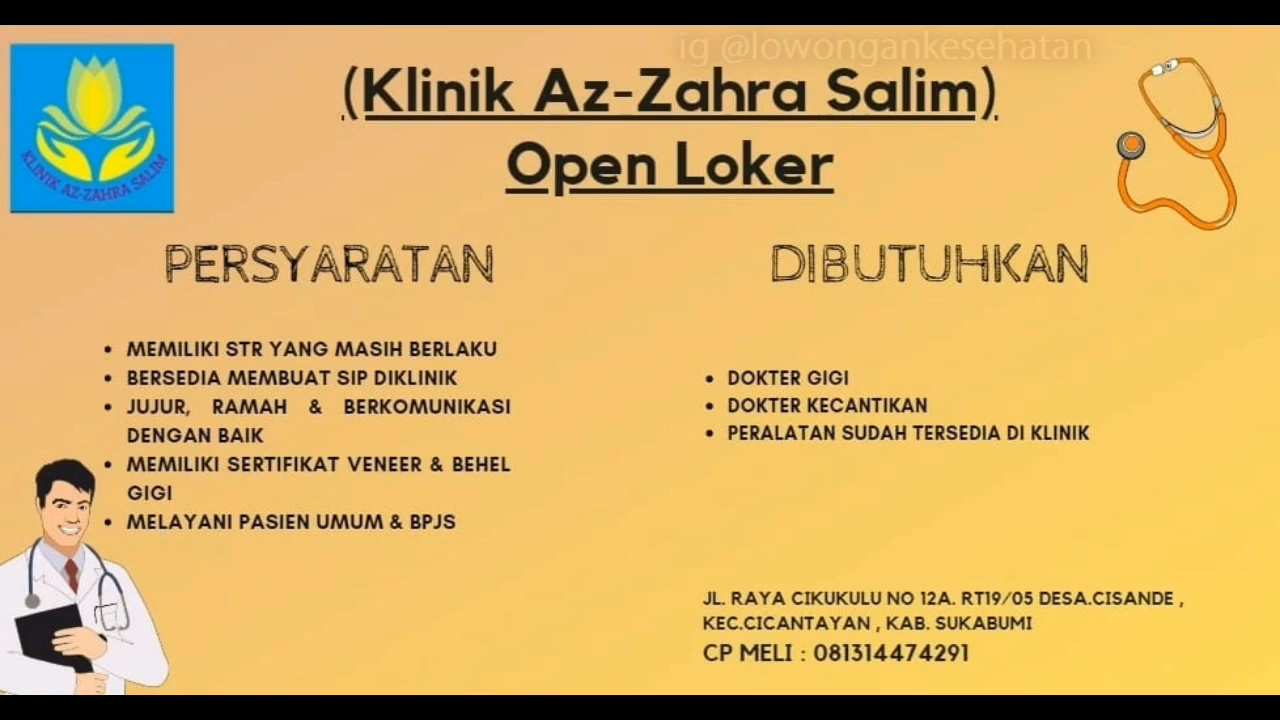 ig @lowongankesehatan
(Klinik Az-Zahra Salim)
Open Loker
KLINIK AZ-ZAHRA SALIM
PERSYARATAN
MEMILIKI STR YANG MASIH BERLAKU
BERSEDIA MEMBUAT SIP DIKLINIK
JUJUR, RAMAH & BERKOMUNIKASI
DENGAN BAIK
MEMILIKI SERTIFIKAT VENEER & BEHEL
GIGI
MELAYANI PASIEN UMUM & BPJS
DIBUTUHKAN
DOKTER GIGI
DOKTER KECANTIKAN
PERALATAN SUDAH TERSEDIA DI KLINIK
JL. RAYA CIKUKULU NO 12A. RT19/05 DESA.CISANDE ,
KEC.CICANTAYAN , KAB. SUKABUMI
CP MELI : 081314474291